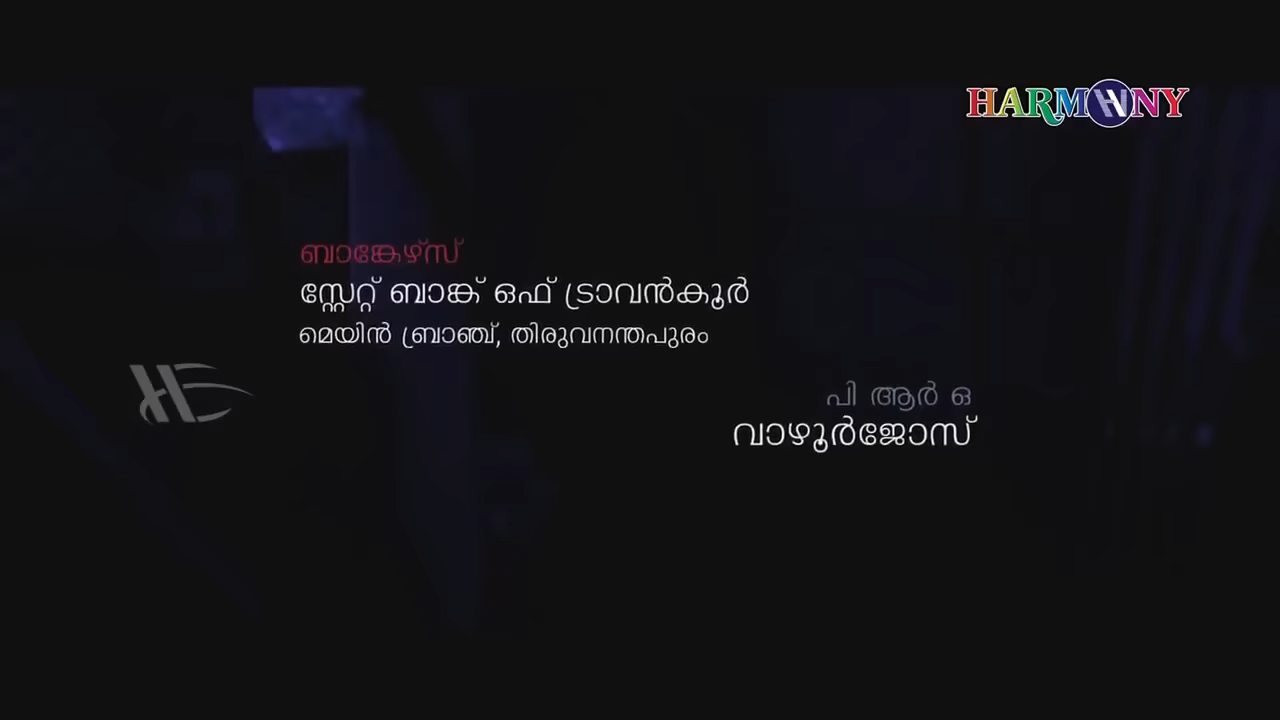 HARMONY
ബാങ്കേഴ്സ്
സ്റ്റേറ്റ് ബാങ്ക് ഒഫ് ട്രാവൻകൂർ
മെയിൻ ബ്രാഞ്ച്, തിരുവനന്തപുരം
പി ആർ ഒ
വാഴൂർജോസ്